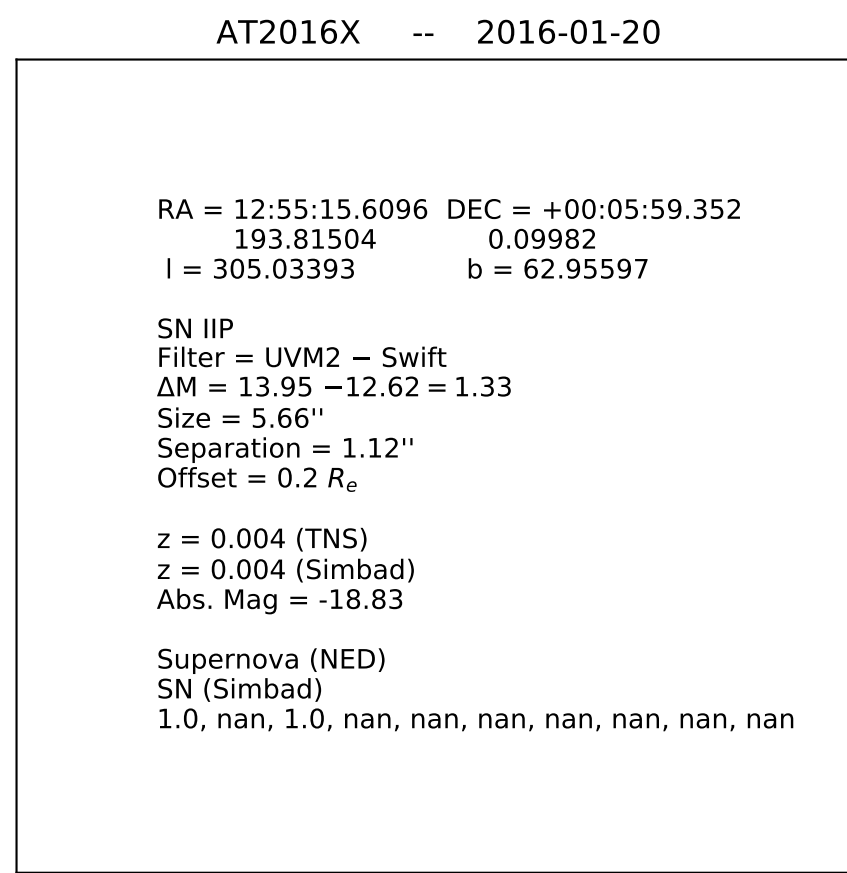 AT2016X -- 2016-01-20
RA = 12:55:15.6096 DEC = +00:05:59.352
193.81504 0.09982
l = 305.03393 b = 62.95597
SN IIP
Filter = UVM2 − Swift
ΔM = 13.95 −12.62 = 1.33
Size = 5.66''
Separation = 1.12''
Offset = 0.2 Re
z = 0.004 (TNS)
z = 0.004 (Simbad)
Abs. Mag = -18.83
Supernova (NED)
SN (Simbad)
1.0, nan, 1.0, nan, nan, nan, nan, nan, nan, nan